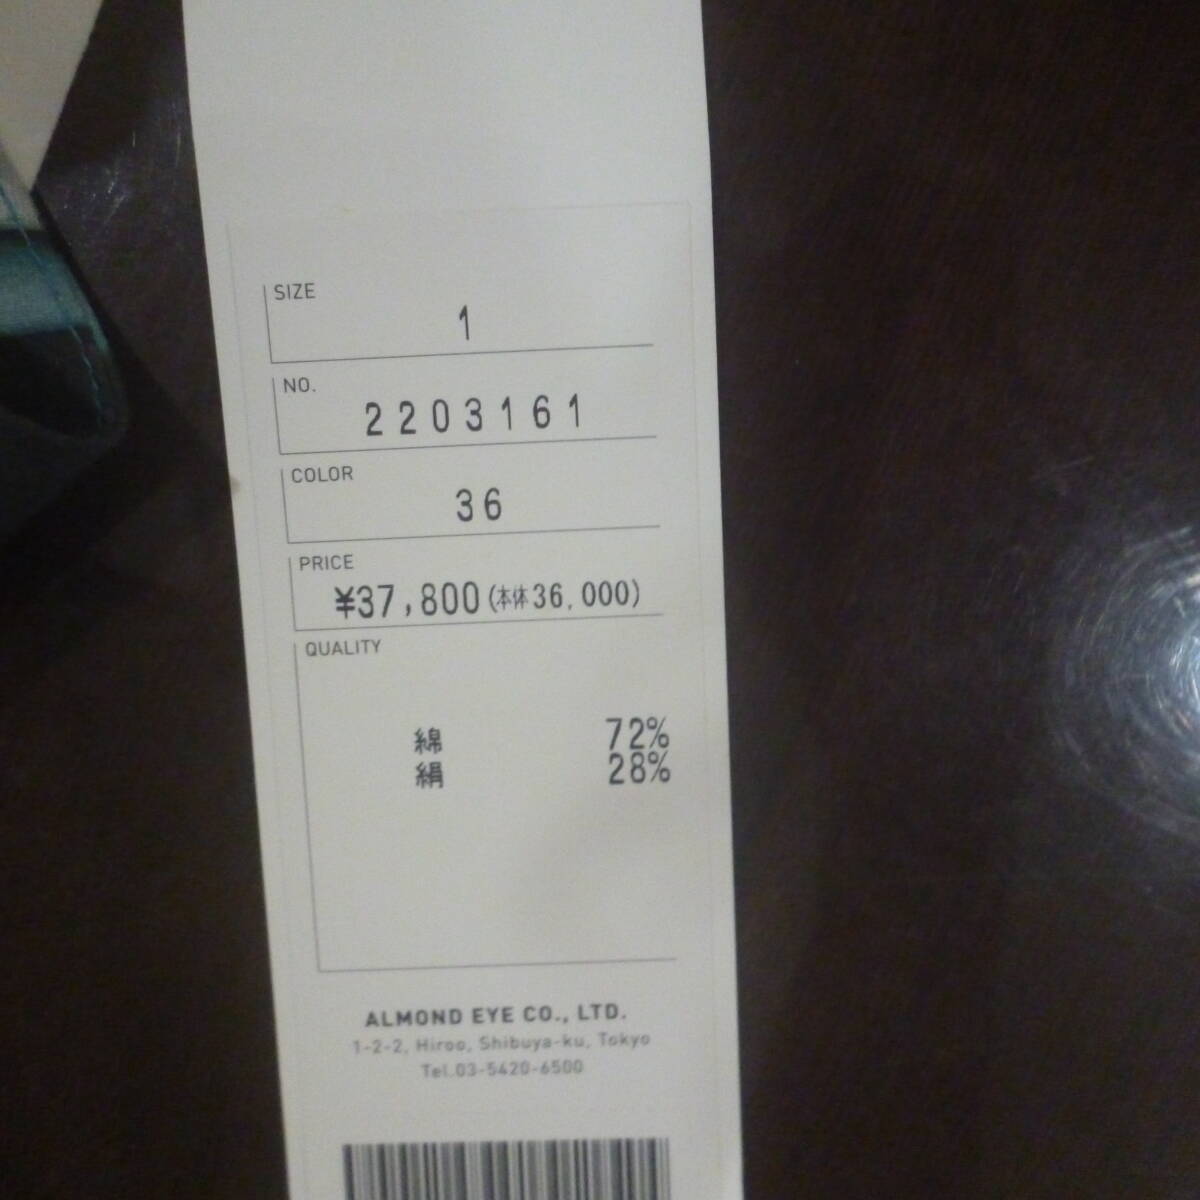 SIZE
1
NO.
2203161
COLOR
36
PRICE
¥37,800(本体36,000)
QUALITY
綿 72%
絹 28%
ALMOND EYE CO., LTD.
1-2-2, Hiroo, Shibuya-ku, Tokyo
Tel.03-5420-6500